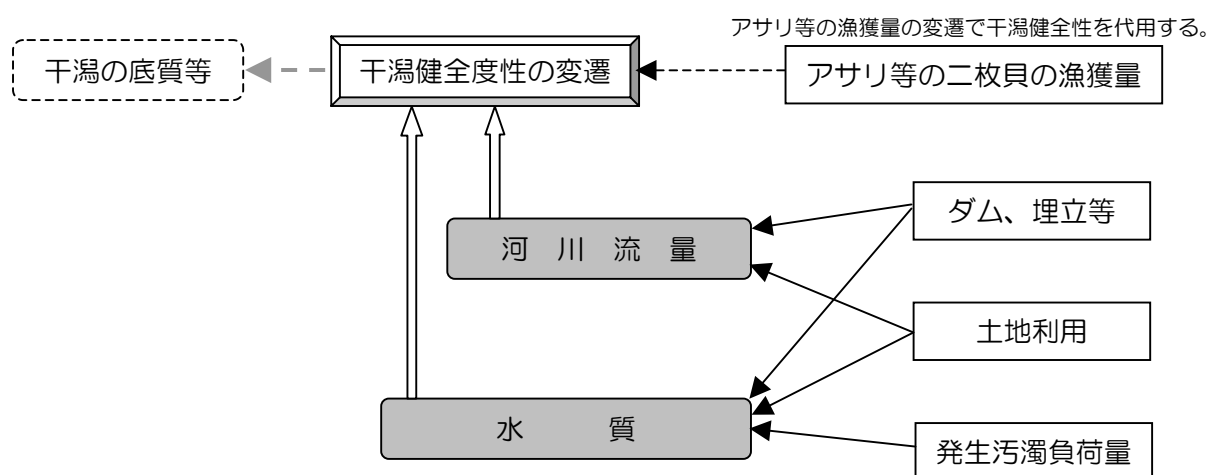 アサリ等の漁獲量の変遷で干潟健全性を代用する。
干潟の底質等
干潟健全度性の変遷
アサリ等の二枚貝の漁獲量
ダム、埋立等
河　川　流　量
土地利用
水　　　質
発生汚濁負荷量